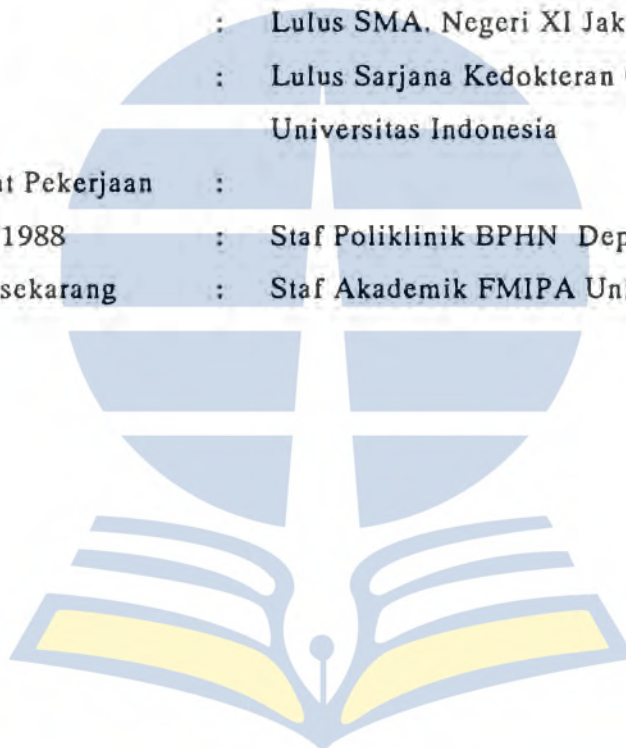 : Lulus SMA. Negeri XI Jak
: Lulus Sarjana Kedokteran
Universitas Indonesia
at Pekerjaan :
1988 : Staf Poliklinik BPHN Dep
sekarang : Staf Akademik FMIPA Un